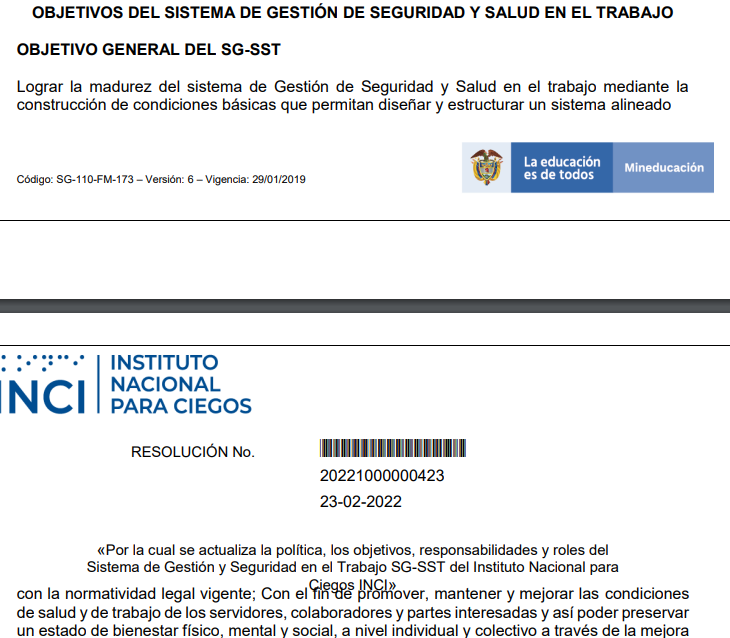 OBJETIVOS DEL SISTEMA DE GESTIÓN DE SEGURIDAD Y SALUD EN EL TRABAJO
OBJETIVO GENERAL DEL SG-SST
Lograr la madurez del sistema de Gestión de Seguridad y Salud en el trabajo mediante la
construcción de condiciones básicas que permitan diseñar y estructurar un sistema alineado
La educación
es de todos
Mineducación
Código: SG-110-FM-173 – Versión: 6 – Vigencia: 29/01/2019
INCI
INSTITUTO
NACIONAL
PARA CIEGOS
RESOLUCIÓN No.
20221000000423
23-02-2022
«Por la cual se actualiza la política, los objetivos, responsabilidades y roles del
Sistema de Gestión y Seguridad en el Trabajo SG-SST del Instituto Nacional para
Ciegos INCI»
con la normatividad legal vigente; Con el fin de promover, mantener y mejorar las condiciones
de salud y de trabajo de los servidores, colaboradores y partes interesadas y así poder preservar
un estado de bienestar físico, mental y social, a nivel individual y colectivo a través de la mejora